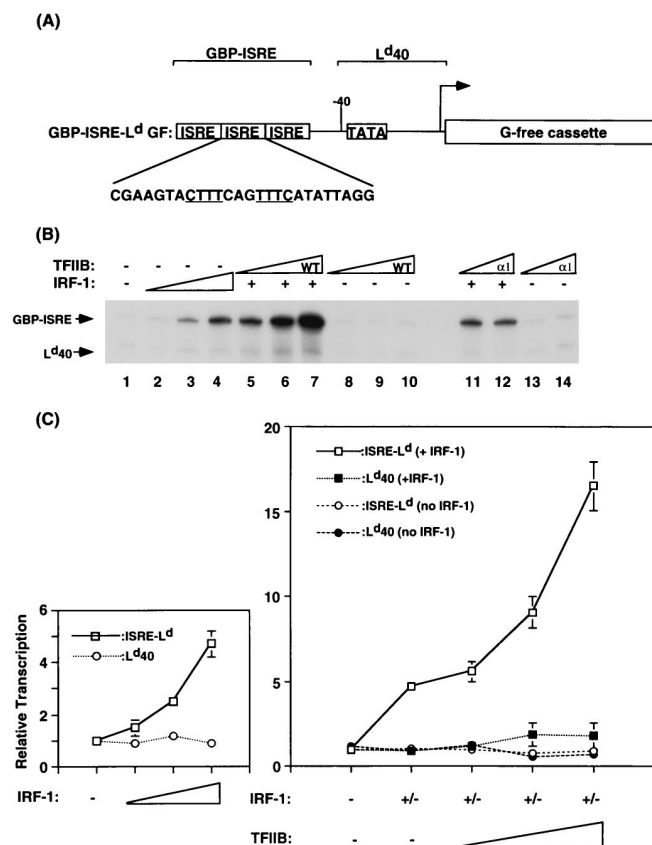 (A)
GBP-ISRE
Ld40
-40
GBP-ISRE-Ld GF:
ISRE ISRE ISRE
TATA
G-free cassette
CGAAGTACTTTCAGTTTCATATTAGG
(B)
TFIIB: - - - - WT WT α1 α1
IRF-1: - + + + - - - + + - -
GBP-ISRE
Ld40
1 2 3 4 5 6 7 8 9 10 11 12 13 14
(C)
Relative Transcription
6
4
2
0
:ISRE-Ld
:Ld40
IRF-1: -
20
15
10
5
0
:ISRE-Ld (+ IRF-1)
:Ld40 (+IRF-1)
:ISRE-Ld (no IRF-1)
:Ld40 (no IRF-1)
IRF-1: - +/- +/- +/- +/-
TFIIB: - -